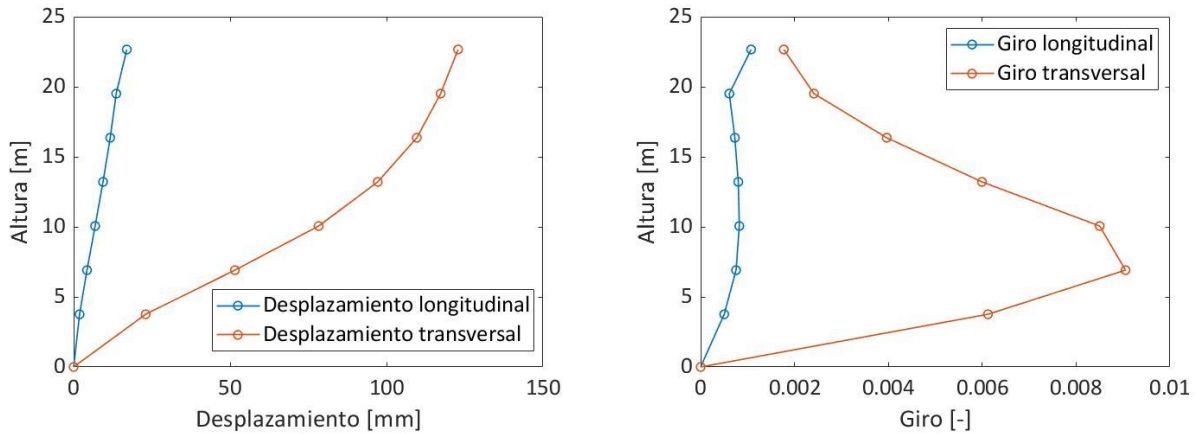 25
20
15
10
5
0
Altura [m]
Desplazamiento longitudinal
Desplazamiento transversal
0 50 100 150
Desplazamiento [mm]
25
20
15
10
5
0
Altura [m]
Giro longitudinal
Giro transversal
0 0.002 0.004 0.006 0.008 0.01
Giro [-]